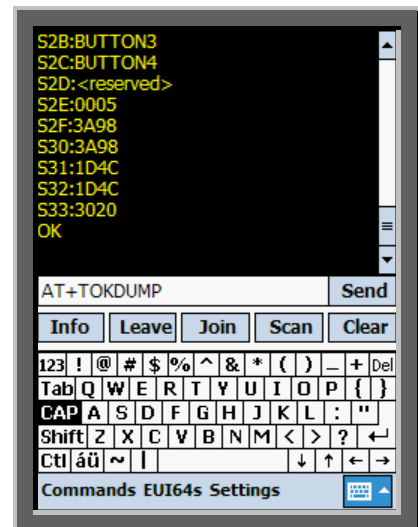 S2B:BUTTON3
S2C:BUTTON4
S2D:<reserved>
S2E:0005
S2F:3A98
S30:3A98
S31:1D4C
S32:1D4C
S33:3020
OK
AT+TOKDUMP Send
Info Leave Join Scan Clear
123 ! @ # $ % ^ & * ( ) _ + Del
Tab Q W E R T Y U I O P { }
CAP A S D F G H J K L : "
Shift Z X C V B N M < > ? ↵
Ctl áü ~ | ↓ ↑ ← →
Commands EUI64s Settings